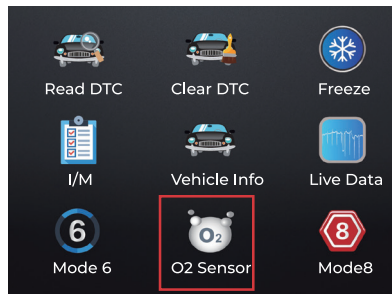 Read DTC
Clear DTC
Freeze
I/M
Vehicle Info
Live Data
6
O2
8
Mode 6
O2 Sensor
Mode8